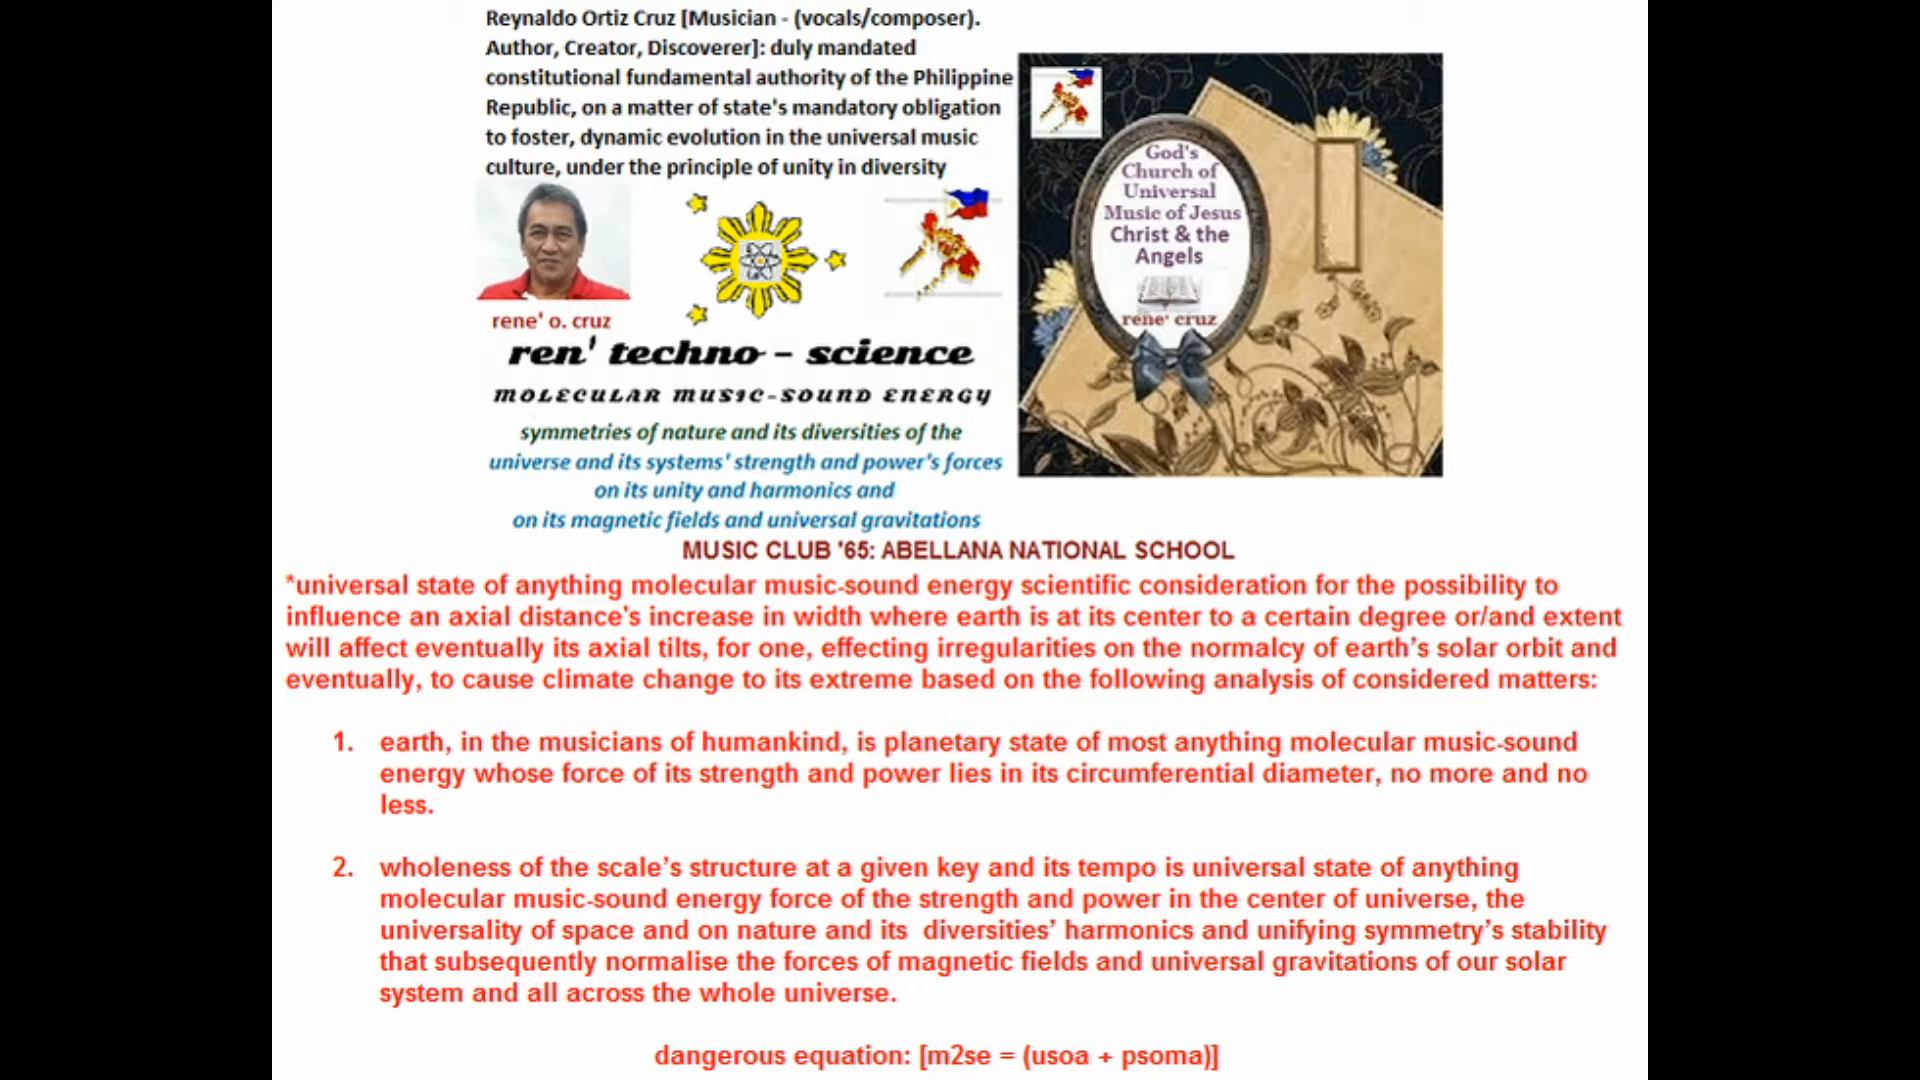 Reynaldo Ortiz Cruz [Musician - (vocals/composer).
Author, Creator, Discoverer]: duly mandated
constitutional fundamental authority of the Philippine
Republic, on a matter of state's mandatory obligation
to foster, dynamic evolution in the universal music
culture, under the principle of unity in diversity
rene' o. cruz
ren' techno - science
MOLECULAR MUSIC-SOUND ENERGY
symmetries of nature and its diversities of the
universe and its systems' strength and power's forces
on its unity and harmonics and
on its magnetic fields and universal gravitations
God's
Church of
Universal
Music of Jesus
Christ & the
Angels
rene' cruz
MUSIC CLUB '65: ABELLANA NATIONAL SCHOOL
*universal state of anything molecular music-sound energy scientific consideration for the possibility to
influence an axial distance's increase in width where earth is at its center to a certain degree or/and extent
will affect eventually its axial tilts, for one, effecting irregularities on the normalcy of earth's solar orbit and
eventually, to cause climate change to its extreme based on the following analysis of considered matters:
1. earth, in the musicians of humankind, is planetary state of most anything molecular music-sound
energy whose force of its strength and power lies in its circumferential diameter, no more and no
less.
2. wholeness of the scale's structure at a given key and its tempo is universal state of anything
molecular music-sound energy force of the strength and power in the center of universe, the
universality of space and on nature and its diversities' harmonics and unifying symmetry's stability
that subsequently normalise the forces of magnetic fields and universal gravitations of our solar
system and all across the whole universe.
dangerous equation: [m2se = (usoa + psoma)]